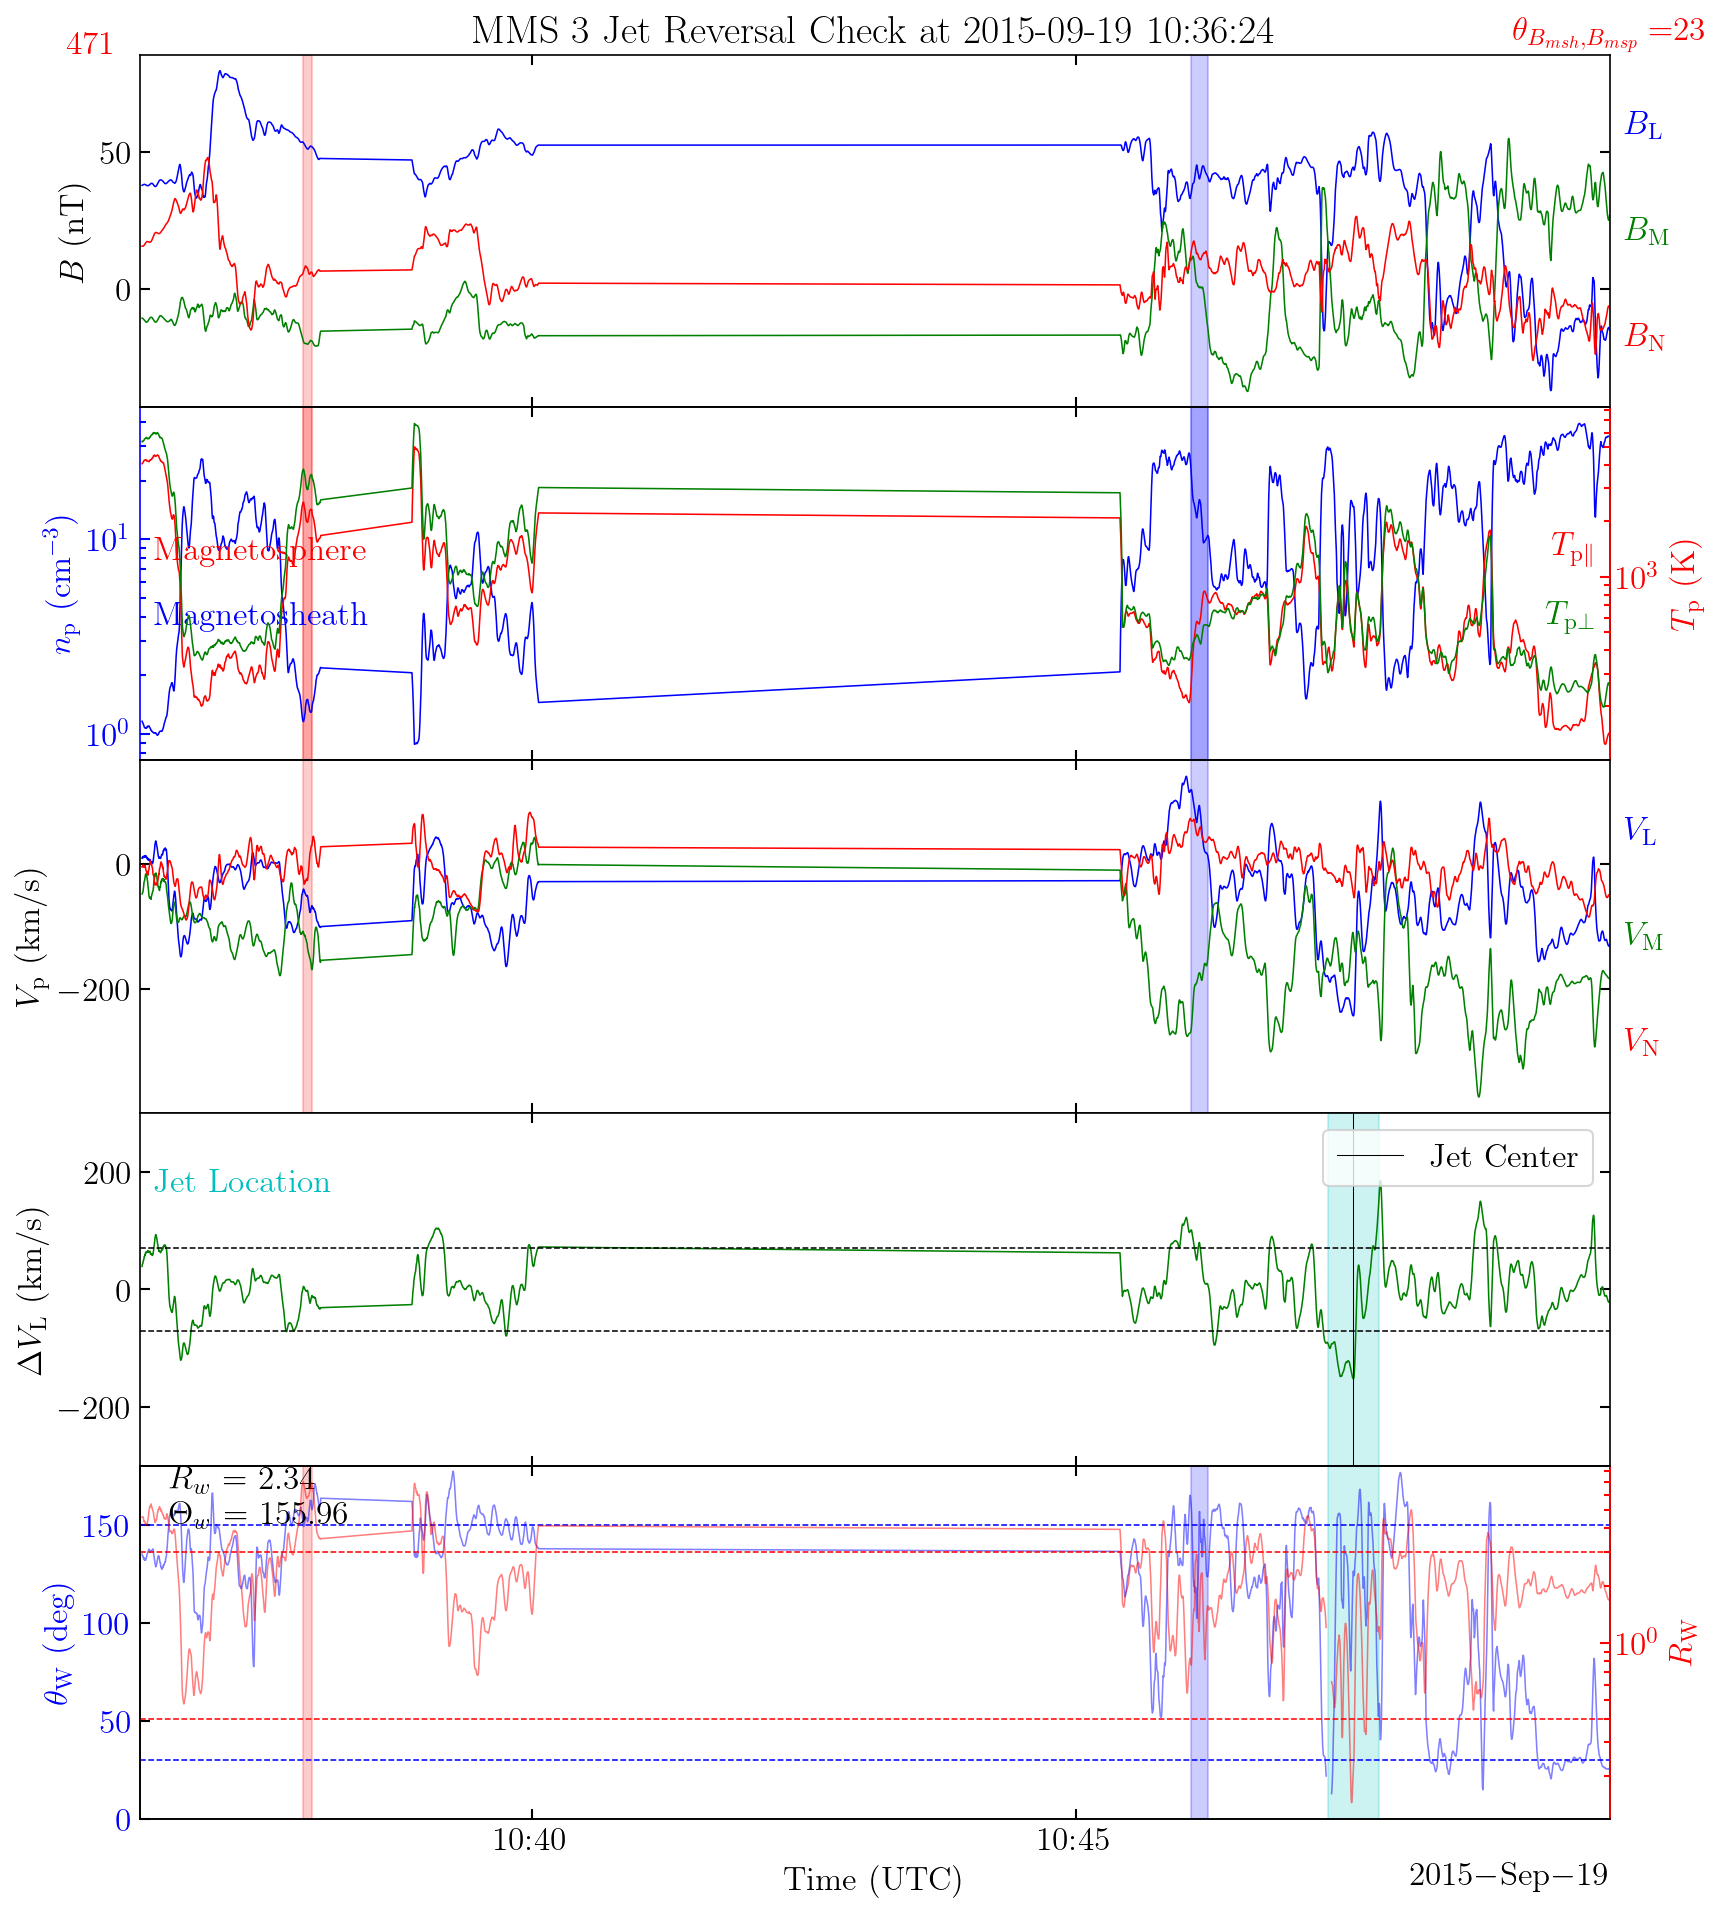 MMS 3 Jet Reversal Check at 2015-09-19 10:36:24
471
θ_{B_{msh},B_{msp}} =23
50
0
B (nT)
B_L
B_M
B_N
10^1
10^0
n_p (cm^{-3})
Magnetosphere
Magnetosheath
T_{p∥}
T_{p⊥}
10^3
T_p (K)
0
−200
V_p (km/s)
V_L
V_M
V_N
200
0
−200
ΔV_L (km/s)
Jet Location
Jet Center
R_w = 2.34
Θ_w = 155.96
150
100
50
0
θ_W (deg)
10^0
R_W
10:40
10:45
Time (UTC)
2015−Sep−19